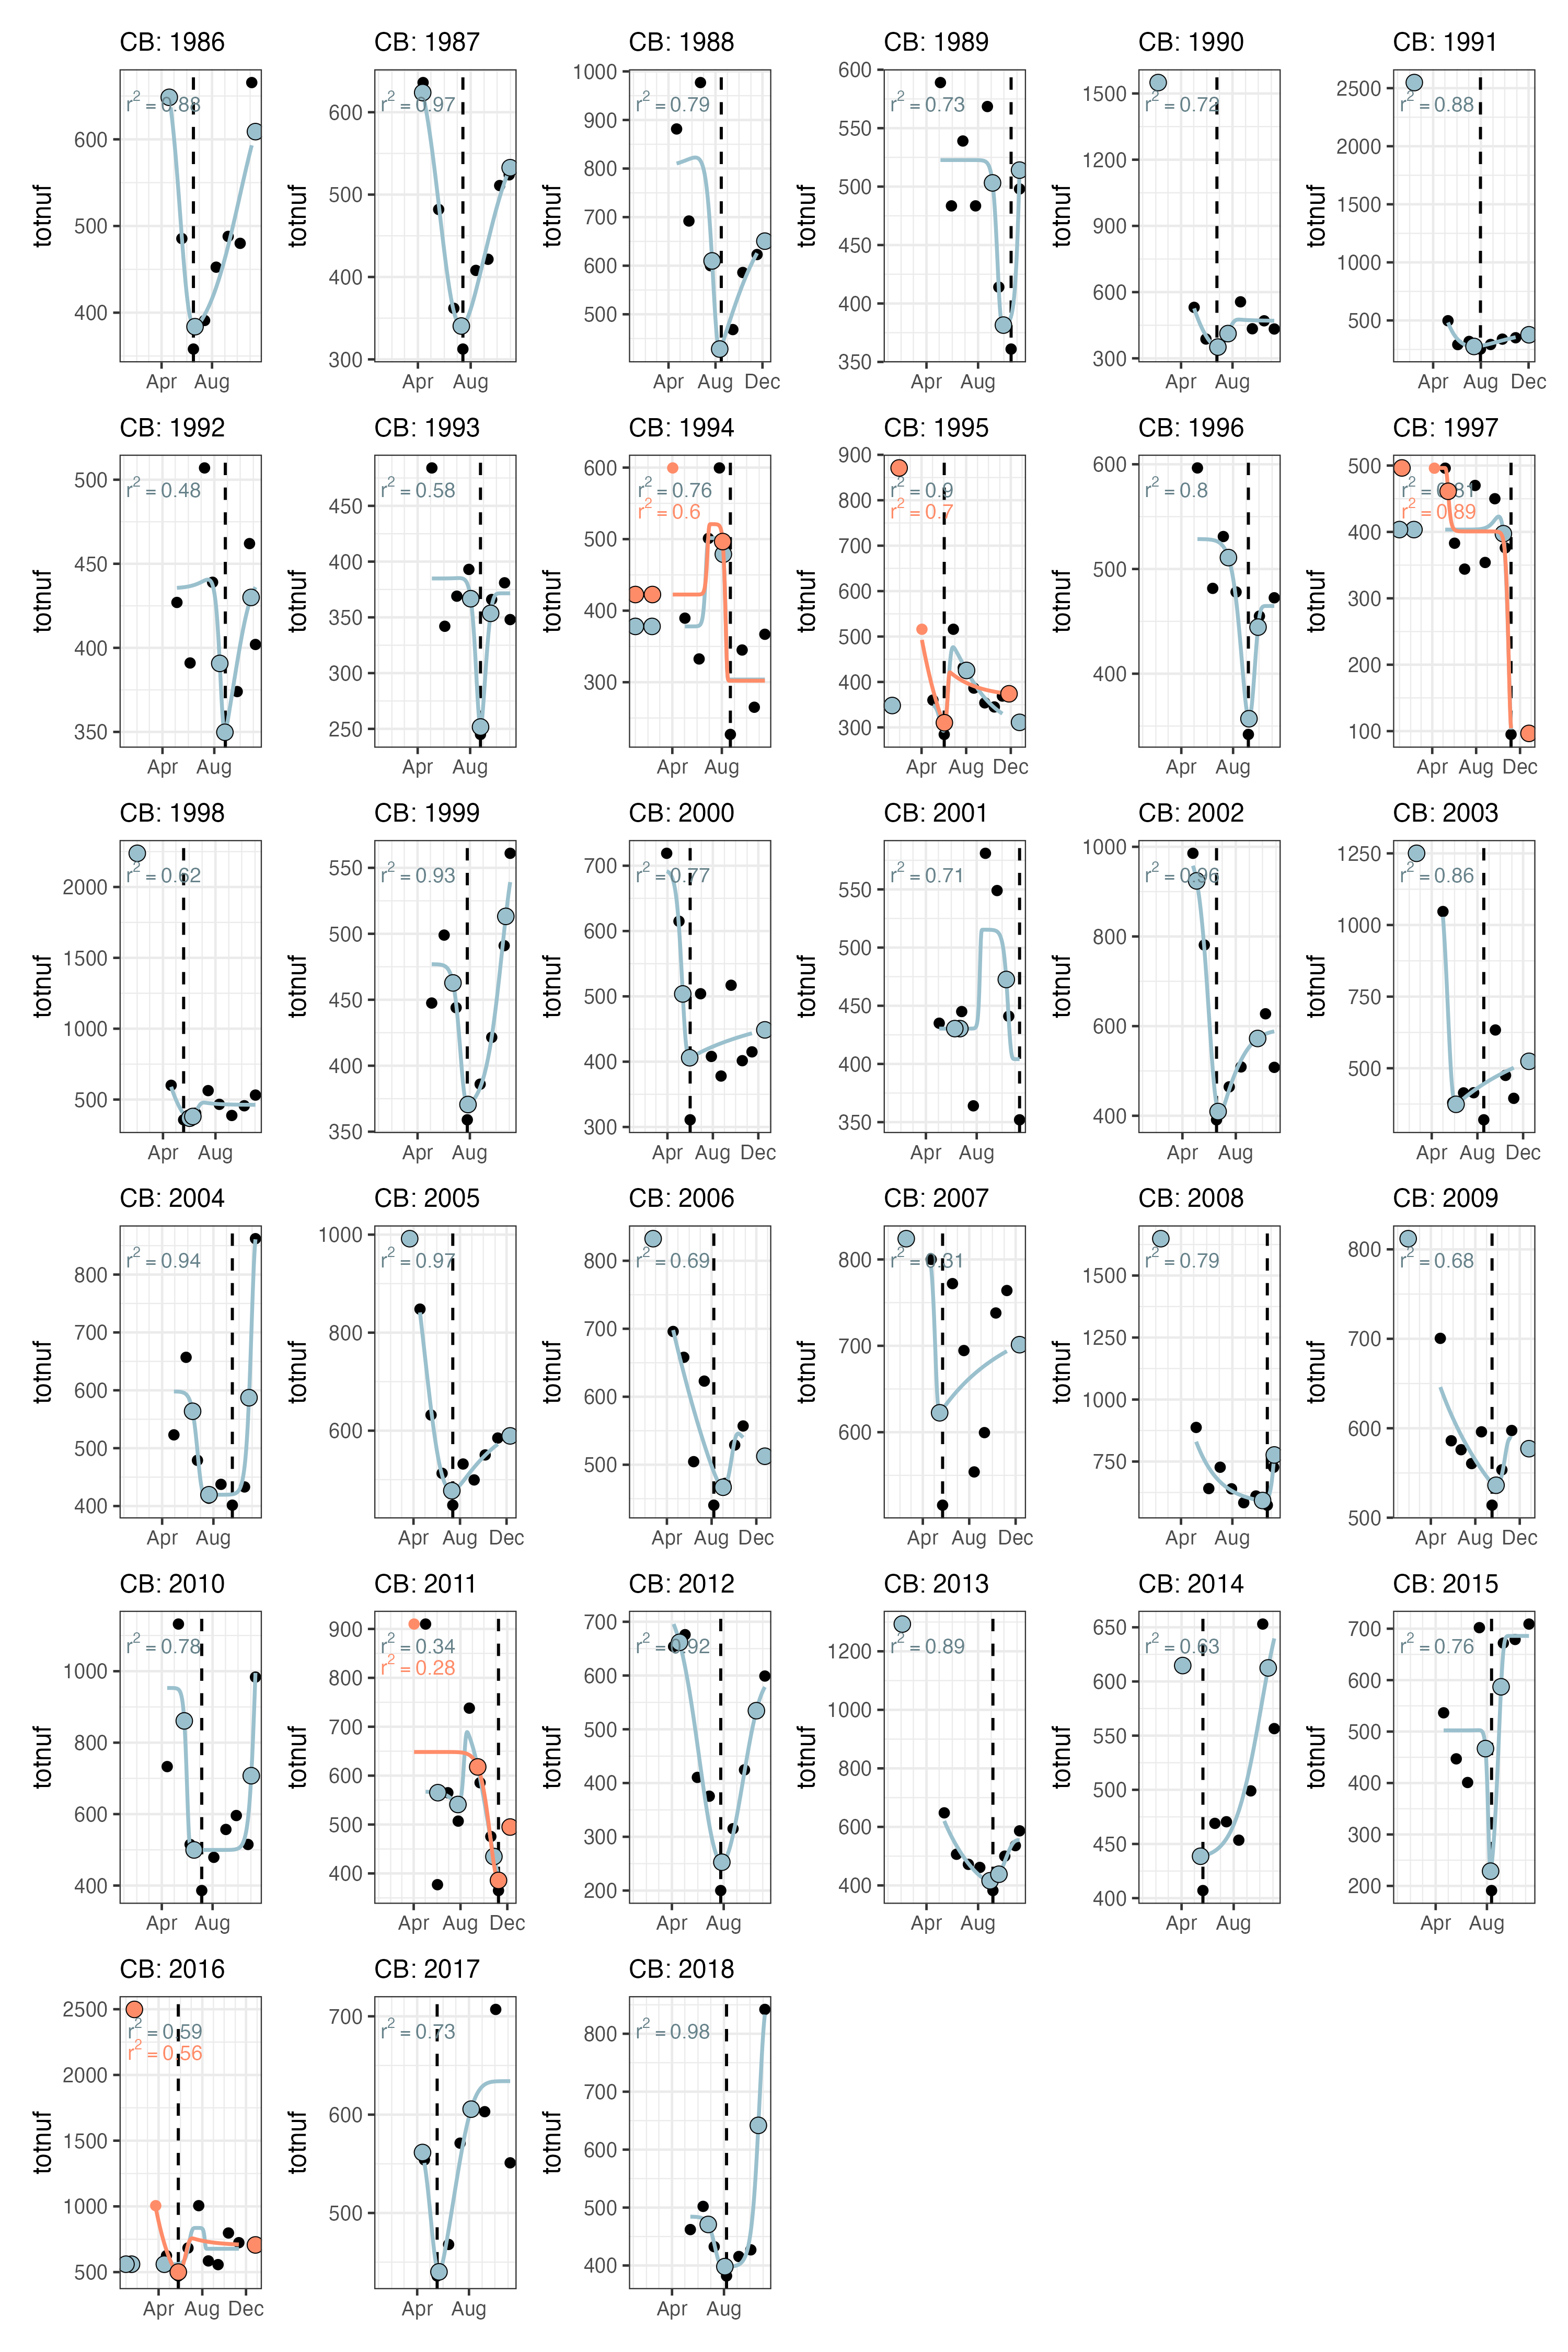 CB: 1986
r² = 0.88
600
500
400
totnuf
Apr Aug
CB: 1987
r² = 0.97
600
500
400
300
totnuf
Apr Aug
CB: 1988
r² = 0.79
1000
900
800
700
600
500
totnuf
Apr Aug Dec
CB: 1989
r² = 0.73
600
550
500
450
400
350
totnuf
Apr Aug
CB: 1990
r² = 0.72
1500
1200
900
600
300
totnuf
Apr Aug
CB: 1991
r² = 0.88
2500
2000
1500
1000
500
totnuf
Apr Aug Dec
CB: 1992
r² = 0.48
500
450
400
350
totnuf
Apr Aug
CB: 1993
r² = 0.58
450
400
350
300
250
totnuf
Apr Aug
CB: 1994
r² = 0.76
r² = 0.6
600
500
400
300
totnuf
Apr Aug
CB: 1995
r² = 0.9
r² = 0.7
900
800
700
600
500
400
300
totnuf
Apr Aug Dec
CB: 1996
r² = 0.8
600
500
400
totnuf
Apr Aug
CB: 1997
r² = 0.81
r² = 0.89
500
400
300
200
100
totnuf
Apr Aug Dec
CB: 1998
r² = 0.62
2000
1500
1000
500
totnuf
Apr Aug
CB: 1999
r² = 0.93
550
500
450
400
350
totnuf
Apr Aug
CB: 2000
r² = 0.77
700
600
500
400
300
totnuf
Apr Aug Dec
CB: 2001
r² = 0.71
550
500
450
400
350
totnuf
Apr Aug
CB: 2002
r² = 0.96
1000
800
600
400
totnuf
Apr Aug
CB: 2003
r² = 0.86
1250
1000
750
500
totnuf
Apr Aug Dec
CB: 2004
r² = 0.94
800
700
600
500
400
totnuf
Apr Aug
CB: 2005
r² = 0.97
1000
800
600
totnuf
Apr Aug Dec
CB: 2006
r² = 0.69
800
700
600
500
totnuf
Apr Aug Dec
CB: 2007
r² = 0.31
800
700
600
totnuf
Apr Aug Dec
CB: 2008
r² = 0.79
1500
1250
1000
750
totnuf
Apr Aug
CB: 2009
r² = 0.68
800
700
600
500
totnuf
Apr Aug Dec
CB: 2010
r² = 0.78
1000
800
600
400
totnuf
Apr Aug
CB: 2011
r² = 0.34
r² = 0.28
900
800
700
600
500
400
totnuf
Apr Aug Dec
CB: 2012
r² = 0.92
700
600
500
400
300
200
totnuf
Apr Aug
CB: 2013
r² = 0.89
1200
1000
800
600
400
totnuf
Apr Aug
CB: 2014
r² = 0.63
650
600
550
500
450
400
totnuf
Apr Aug
CB: 2015
r² = 0.76
700
600
500
400
300
200
totnuf
Apr Aug
CB: 2016
r² = 0.59
r² = 0.56
2500
2000
1500
1000
500
totnuf
Apr Aug Dec
CB: 2017
r² = 0.73
700
600
500
totnuf
Apr Aug
CB: 2018
r² = 0.98
800
700
600
500
400
totnuf
Apr Aug